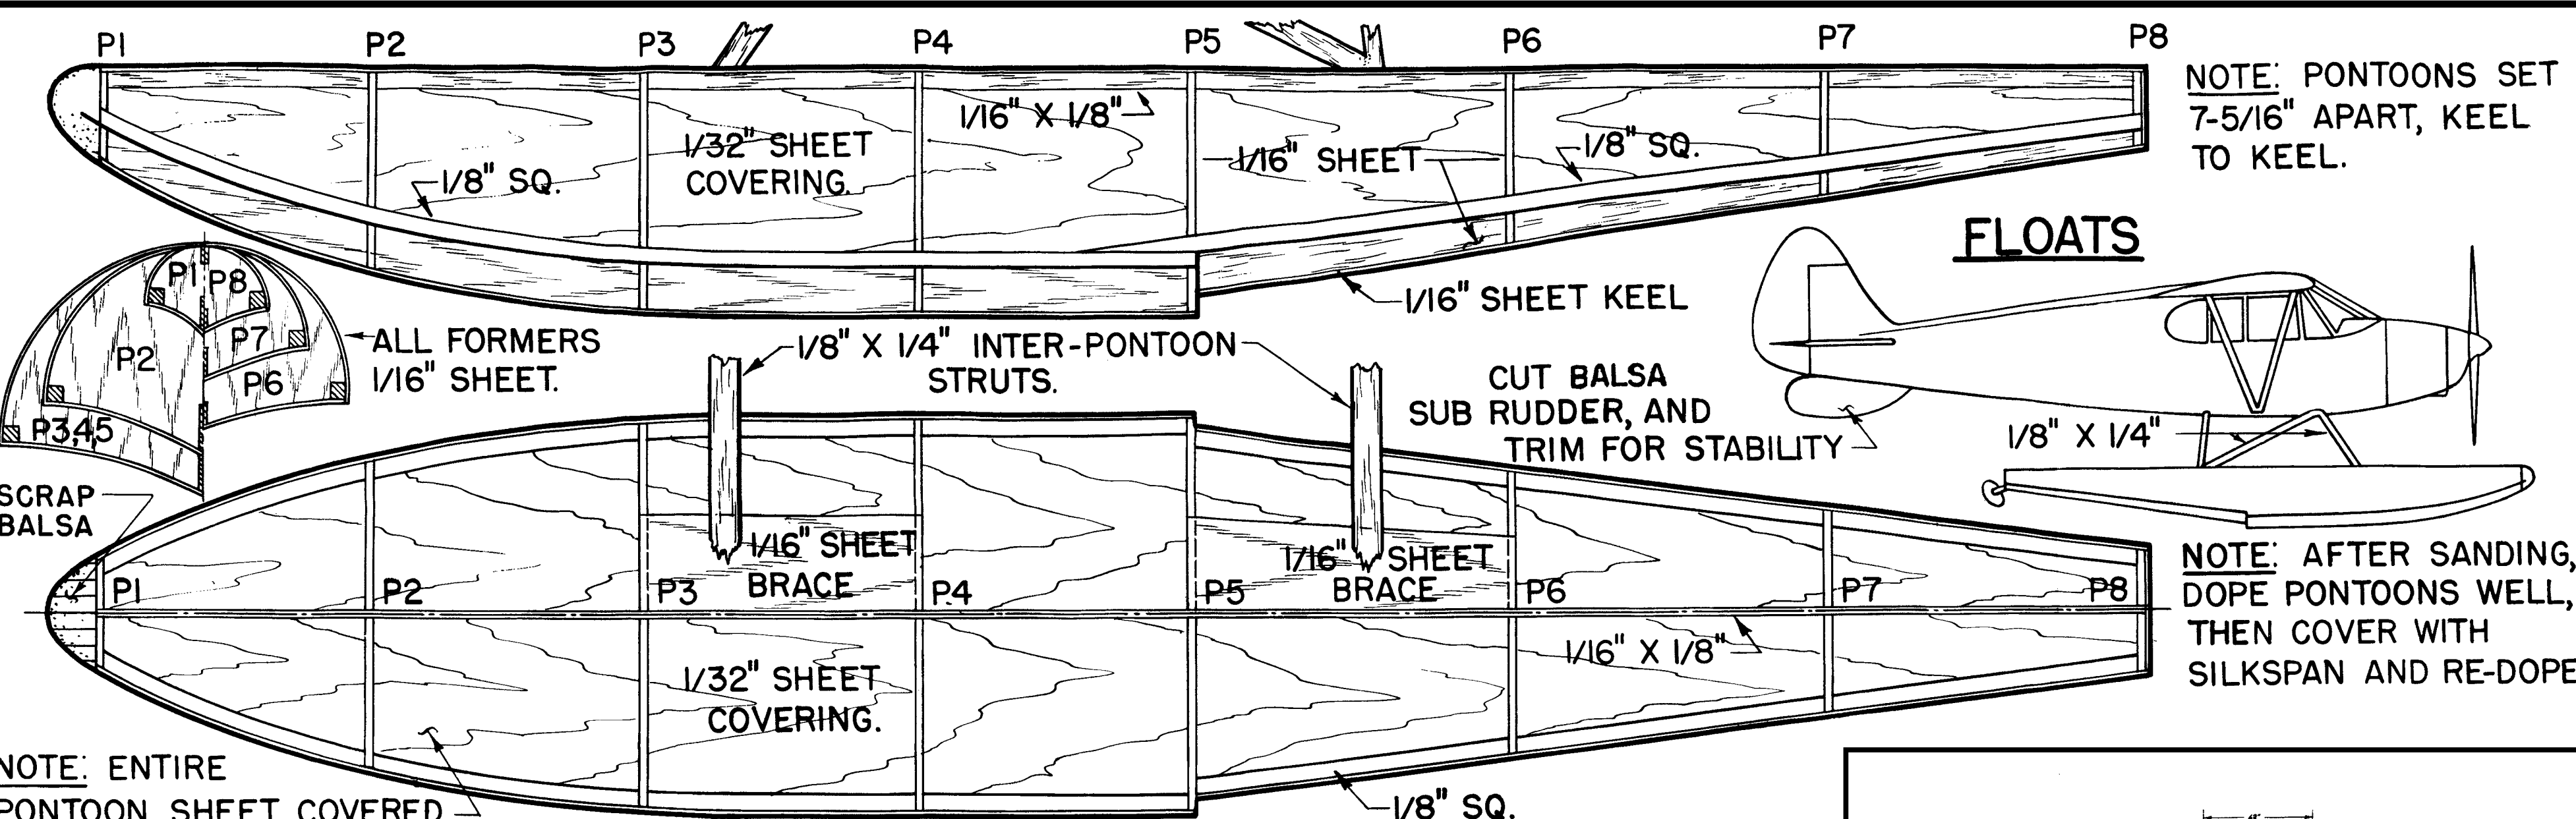 P1
P2
P3
P4
P5
P6
P7
P8
NOTE: PONTOONS SET
7-5/16" APART, KEEL
TO KEEL.
1/16" X 1/8"
1/32" SHEET
COVERING.
1/8" SQ.
1/16" SHEET
1/8" SQ.
FLOATS
1/16" SHEET KEEL
P1
P8
P2
P7
P6
P3,4,5
ALL FORMERS
1/16" SHEET.
1/8" X 1/4" INTER-PONTOON
STRUTS.
CUT BALSA
SUB RUDDER, AND
TRIM FOR STABILITY
1/8" X 1/4"
SCRAP
BALSA
1/16" SHEET
BRACE
1/16" SHEET
BRACE
P1
P2
P3
P4
P5
P6
P7
P8
NOTE: AFTER SANDING,
DOPE PONTOONS WELL,
THEN COVER WITH
SILKSPAN AND RE-DOPE
1/16" X 1/8"
1/32" SHEET
COVERING.
NOTE: ENTIRE
PONTOON SHEET COVERED
1/8" SQ.